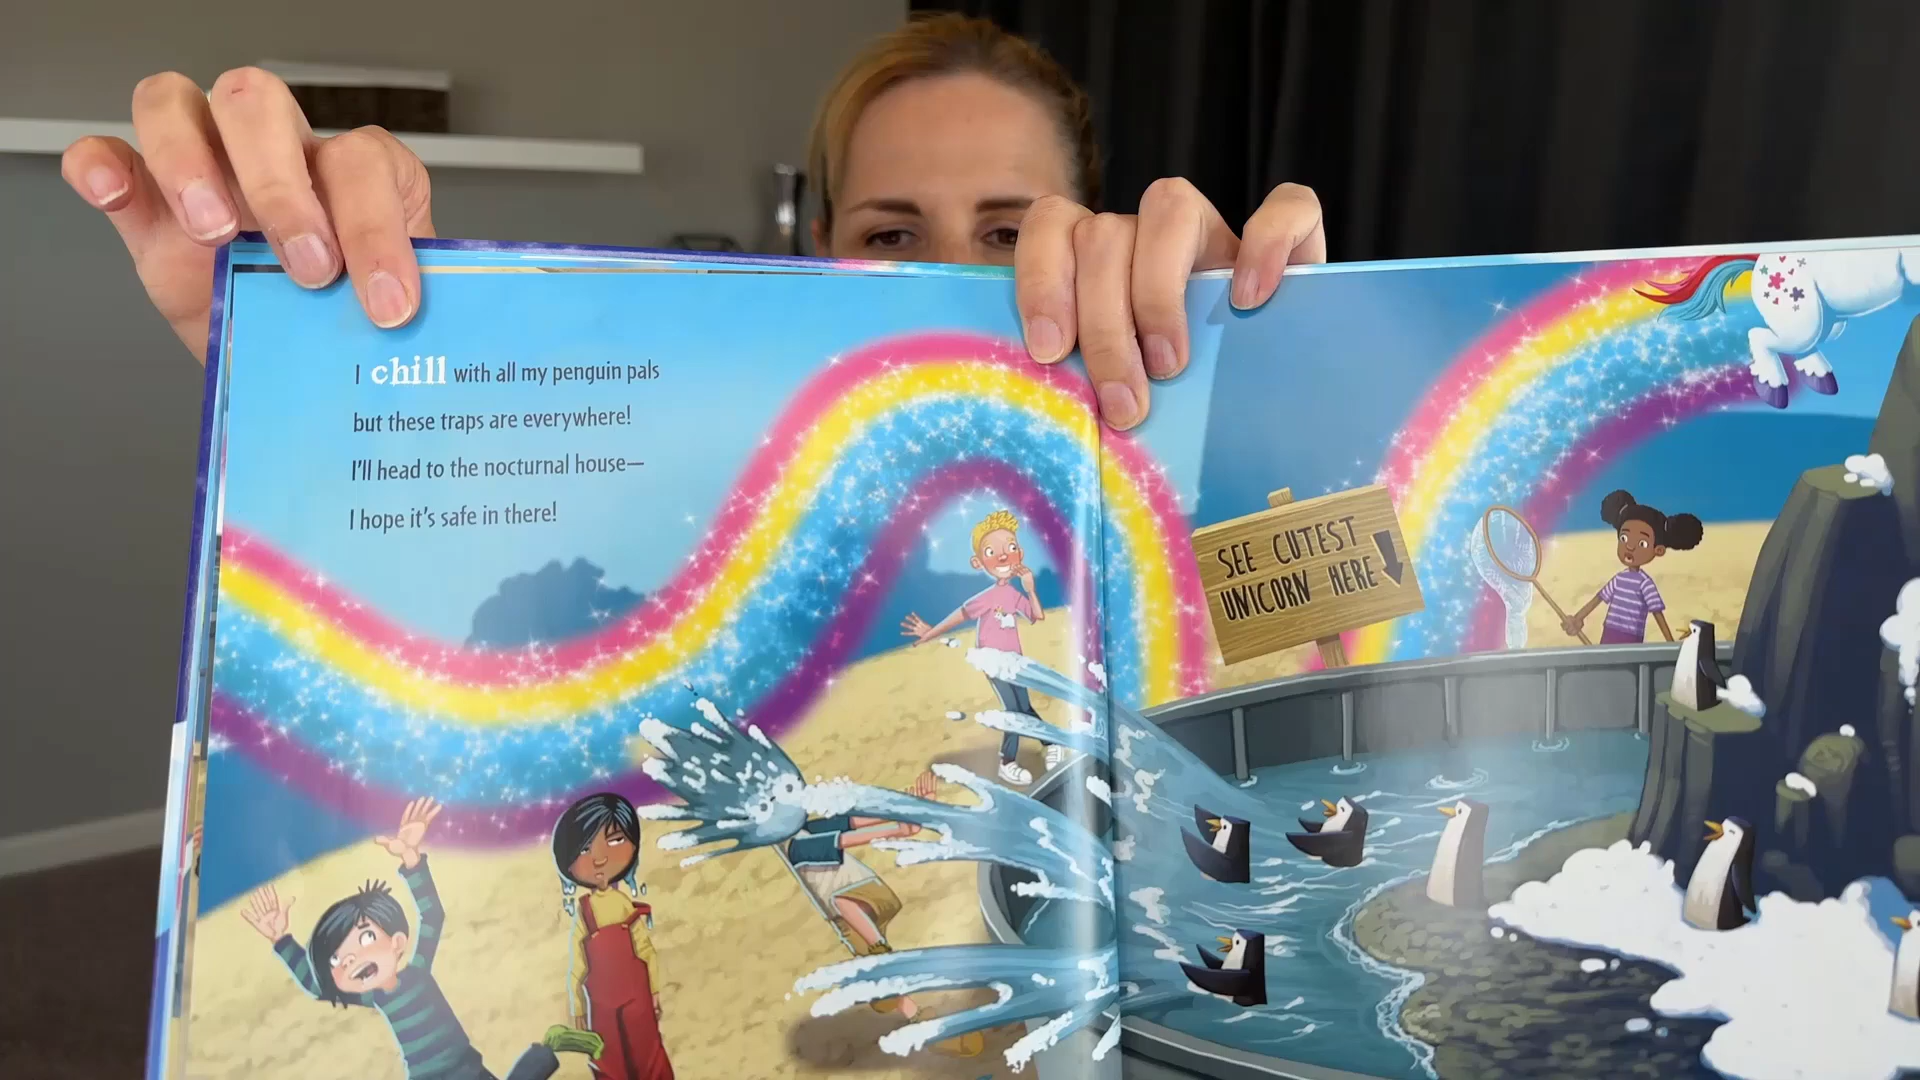 I chill with all my penguin pals
but these traps are everywhere!
I'll head to the nocturnal house—
I hope it's safe in there!
SEE CUTEST
UNICORN HERE